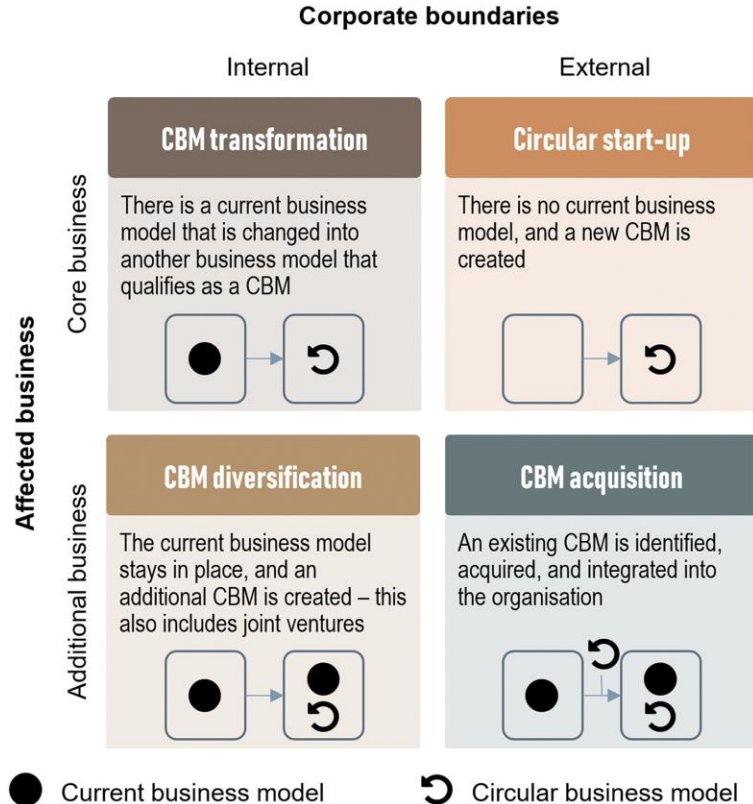 Corporate boundaries
Internal
External
Affected business
Core business
CBM transformation
There is a current business
model that is changed into
another business model that
qualifies as a CBM
Circular start-up
There is no current business
model, and a new CBM is
created
Additional business
CBM diversification
The current business model
stays in place, and an
additional CBM is created – this
also includes joint ventures
CBM acquisition
An existing CBM is identified,
acquired, and integrated into
the organisation
Current business model
Circular business model